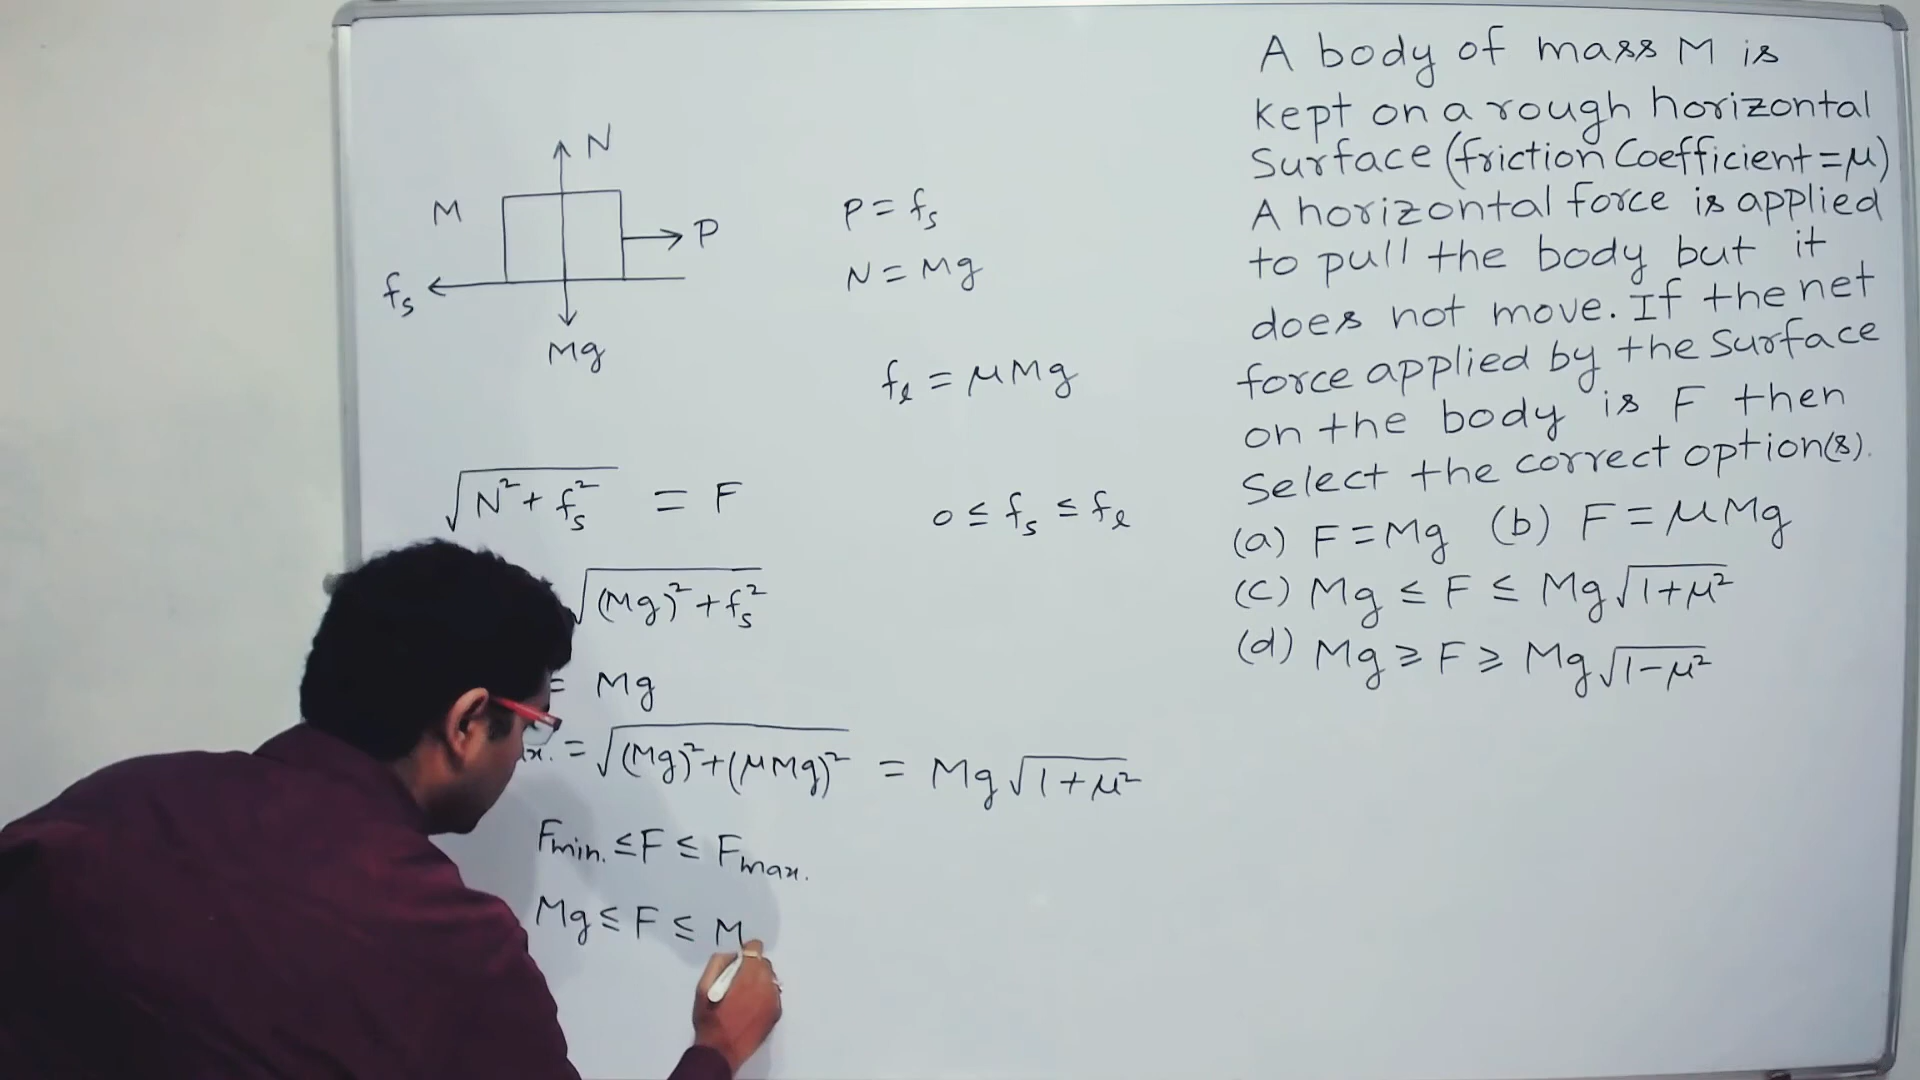 A body of mass M is
kept on a rough horizontal
Surface (friction Coefficient = μ)
A horizontal force is applied
to pull the body but it
does not move. If the net
force applied by the surface
on the body is F then
Select the correct option(s).
(a) F = Mg (b) F = μMg
(c) Mg ≤ F ≤ Mg√1+μ²
(d) Mg ≥ F ≥ Mg√1-μ²
N
M
P
fs
Mg
P = fs
N = Mg
fℓ = μMg
√N² + fs² = F
0 ≤ fs ≤ fℓ
√(Mg)² + fs²
= Mg
x. = √(Mg)² + (μMg)² = Mg√1+μ²
Fmin. ≤ F ≤ Fmax.
Mg ≤ F ≤ M